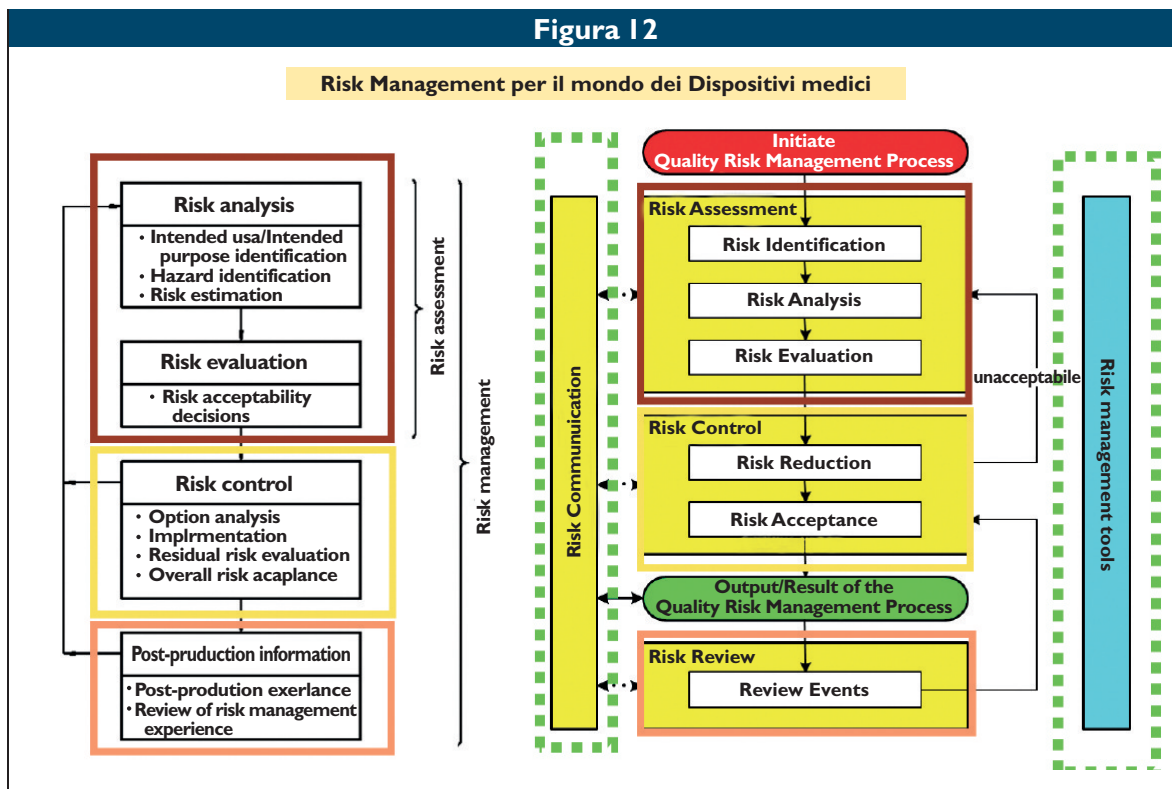 Figura 12
Risk Management per il mondo dei Dispositivi medici
Risk analysis
• Intended usa/Intended
purpose identification
• Hazard identification
• Risk estimation
Risk evaluation
• Risk acceptability
decisions
Risk control
• Option analysis
• Implrmentation
• Residual risk evaluation
• Overall risk acaplance
Post-pruduction information
• Post-prodution exerlance
• Review of risk management
experience
Risk assessment
Risk management
Risk Communuication
Initiate
Quality Risk Management Process
Risk Assessment
Risk Identification
Risk Analysis
Risk Evaluation
unacceptabile
Risk Control
Risk Reduction
Risk Acceptance
Output/Result of the
Quality Risk Management Process
Risk Review
Review Events
Risk management tools